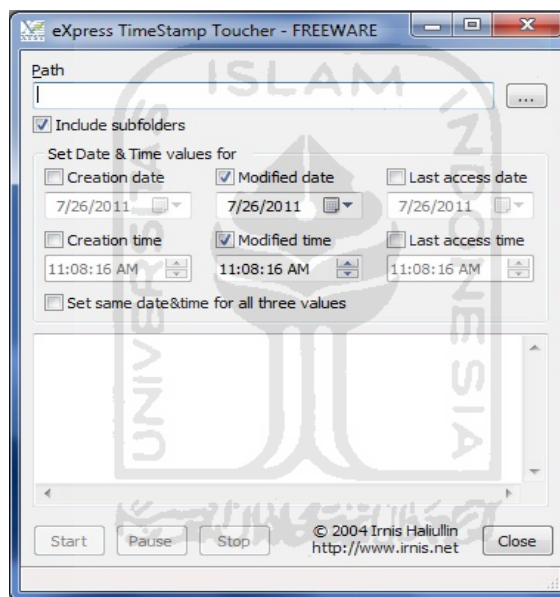 eXpress TimeStamp Toucher - FREEWARE
Path
...
Include subfolders
Set Date & Time values for
Creation date Modified date Last access date
7/26/2011 7/26/2011 7/26/2011
Creation time Modified time Last access time
11:08:16 AM 11:08:16 AM 11:08:16 AM
Set same date&time for all three values
Start Pause Stop © 2004 Irnis Haliullin http://www.irnis.net Close
UNIVERSITAS ISLAM INDONESIA